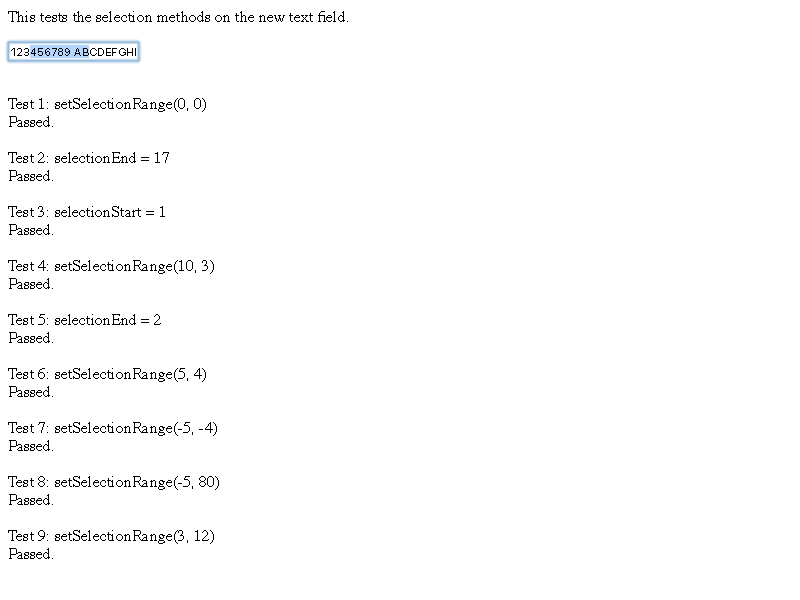 This tests the selection methods on the new text field.
123456789 ABCDEFGHI
Test 1: setSelectionRange(0, 0)
Passed.
Test 2: selectionEnd = 17
Passed.
Test 3: selectionStart = 1
Passed.
Test 4: setSelectionRange(10, 3)
Passed.
Test 5: selectionEnd = 2
Passed.
Test 6: setSelectionRange(5, 4)
Passed.
Test 7: setSelectionRange(-5, -4)
Passed.
Test 8: setSelectionRange(-5, 80)
Passed.
Test 9: setSelectionRange(3, 12)
Passed.